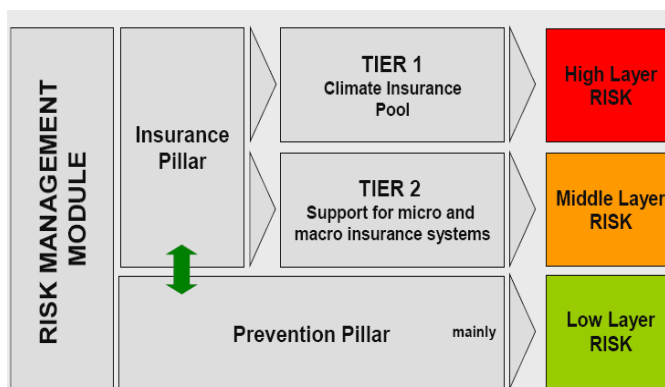 RISK MANAGEMENT
MODULE
Insurance
Pillar
TIER 1
Climate Insurance
Pool
High Layer
RISK
TIER 2
Support for micro and
macro insurance systems
Middle Layer
RISK
Prevention Pillar
mainly
Low Layer
RISK